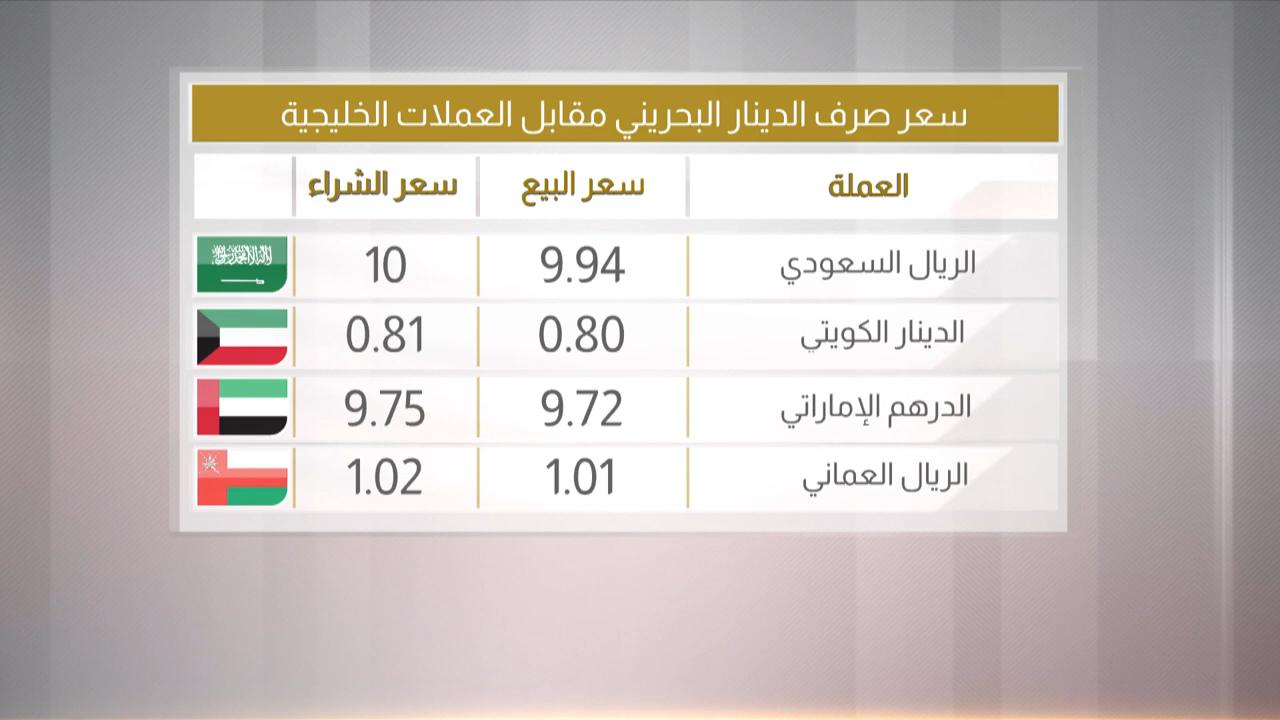 سعر صرف الدينار البحريني مقابل العملات الخليجية
العملة سعر البيع سعر الشراء
الريال السعودي 9.94 10
الدينار الكويتي 0.80 0.81
الدرهم الإماراتي 9.72 9.75
الريال العماني 1.01 1.02